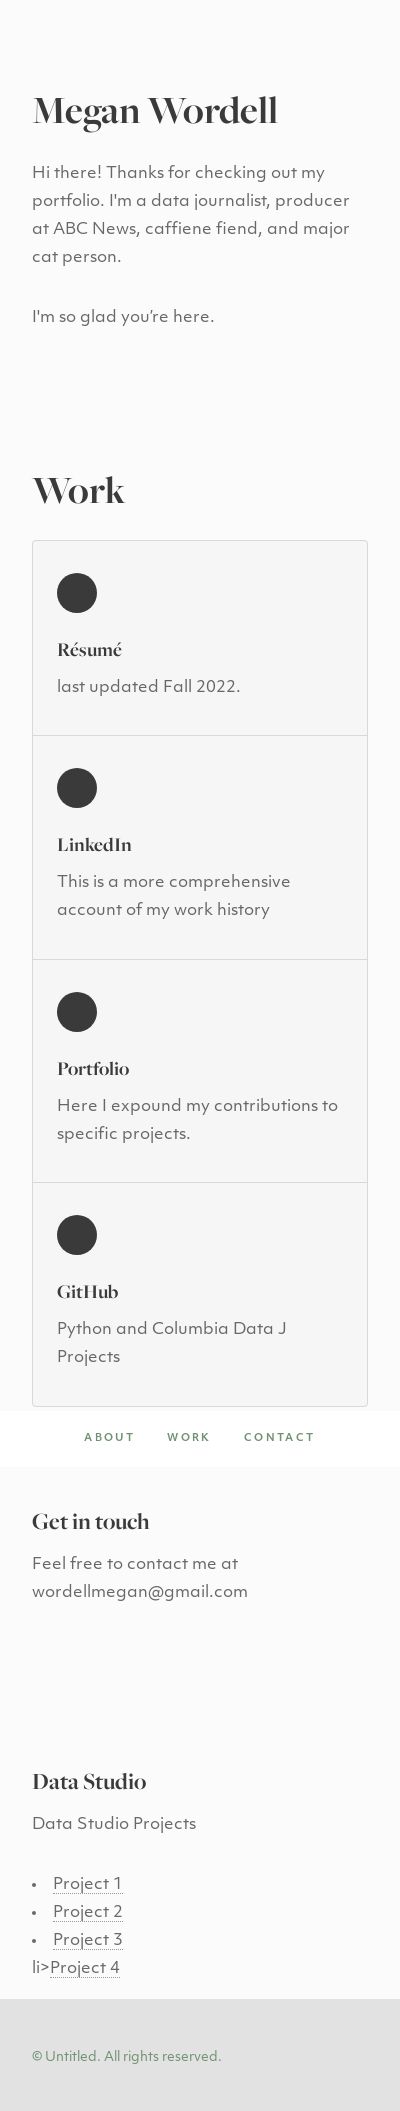 Megan Wordell
Hi there! Thanks for checking out my
portfolio. I'm a data journalist, producer
at ABC News, caffiene fiend, and major
cat person.
I'm so glad you’re here.
Work
Résumé
last updated Fall 2022.
LinkedIn
This is a more comprehensive
account of my work history
Portfolio
Here I expound my contributions to
specific projects.
GitHub
Python and Columbia Data J
Projects
ABOUT WORK CONTACT
Get in touch
Feel free to contact me at
wordellmegan@gmail.com
Data Studio
Data Studio Projects
• Project 1
• Project 2
• Project 3
li>Project 4
© Untitled. All rights reserved.